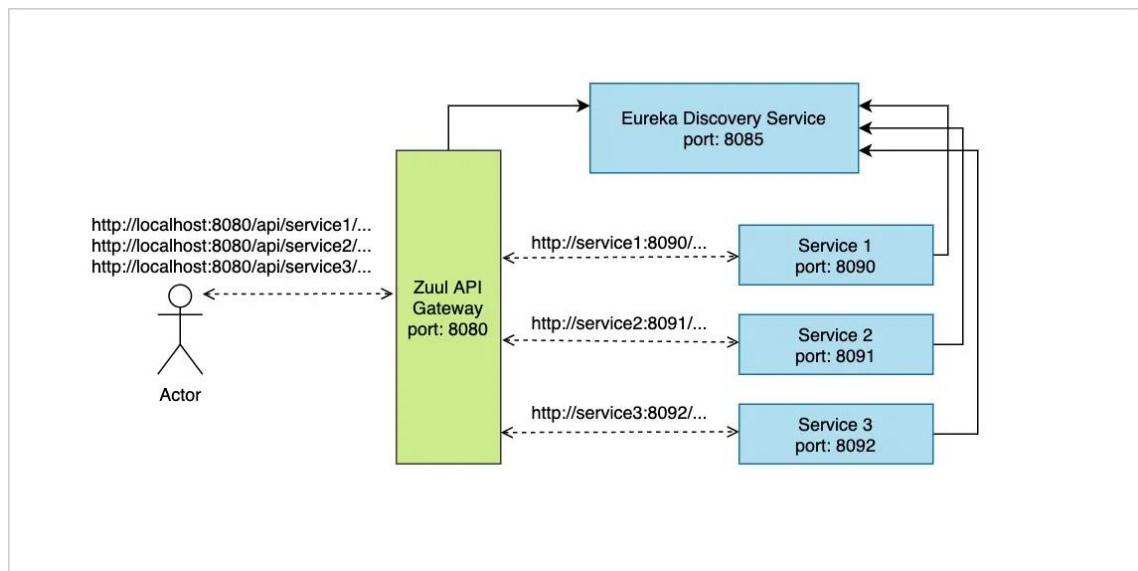 Eureka Discovery Service
port: 8085
http://localhost:8080/api/service1/...
http://localhost:8080/api/service2/...
http://localhost:8080/api/service3/...
Actor
Zuul API
Gateway
port: 8080
http://service1:8090/...
Service 1
port: 8090
http://service2:8091/...
Service 2
port: 8091
http://service3:8092/...
Service 3
port: 8092